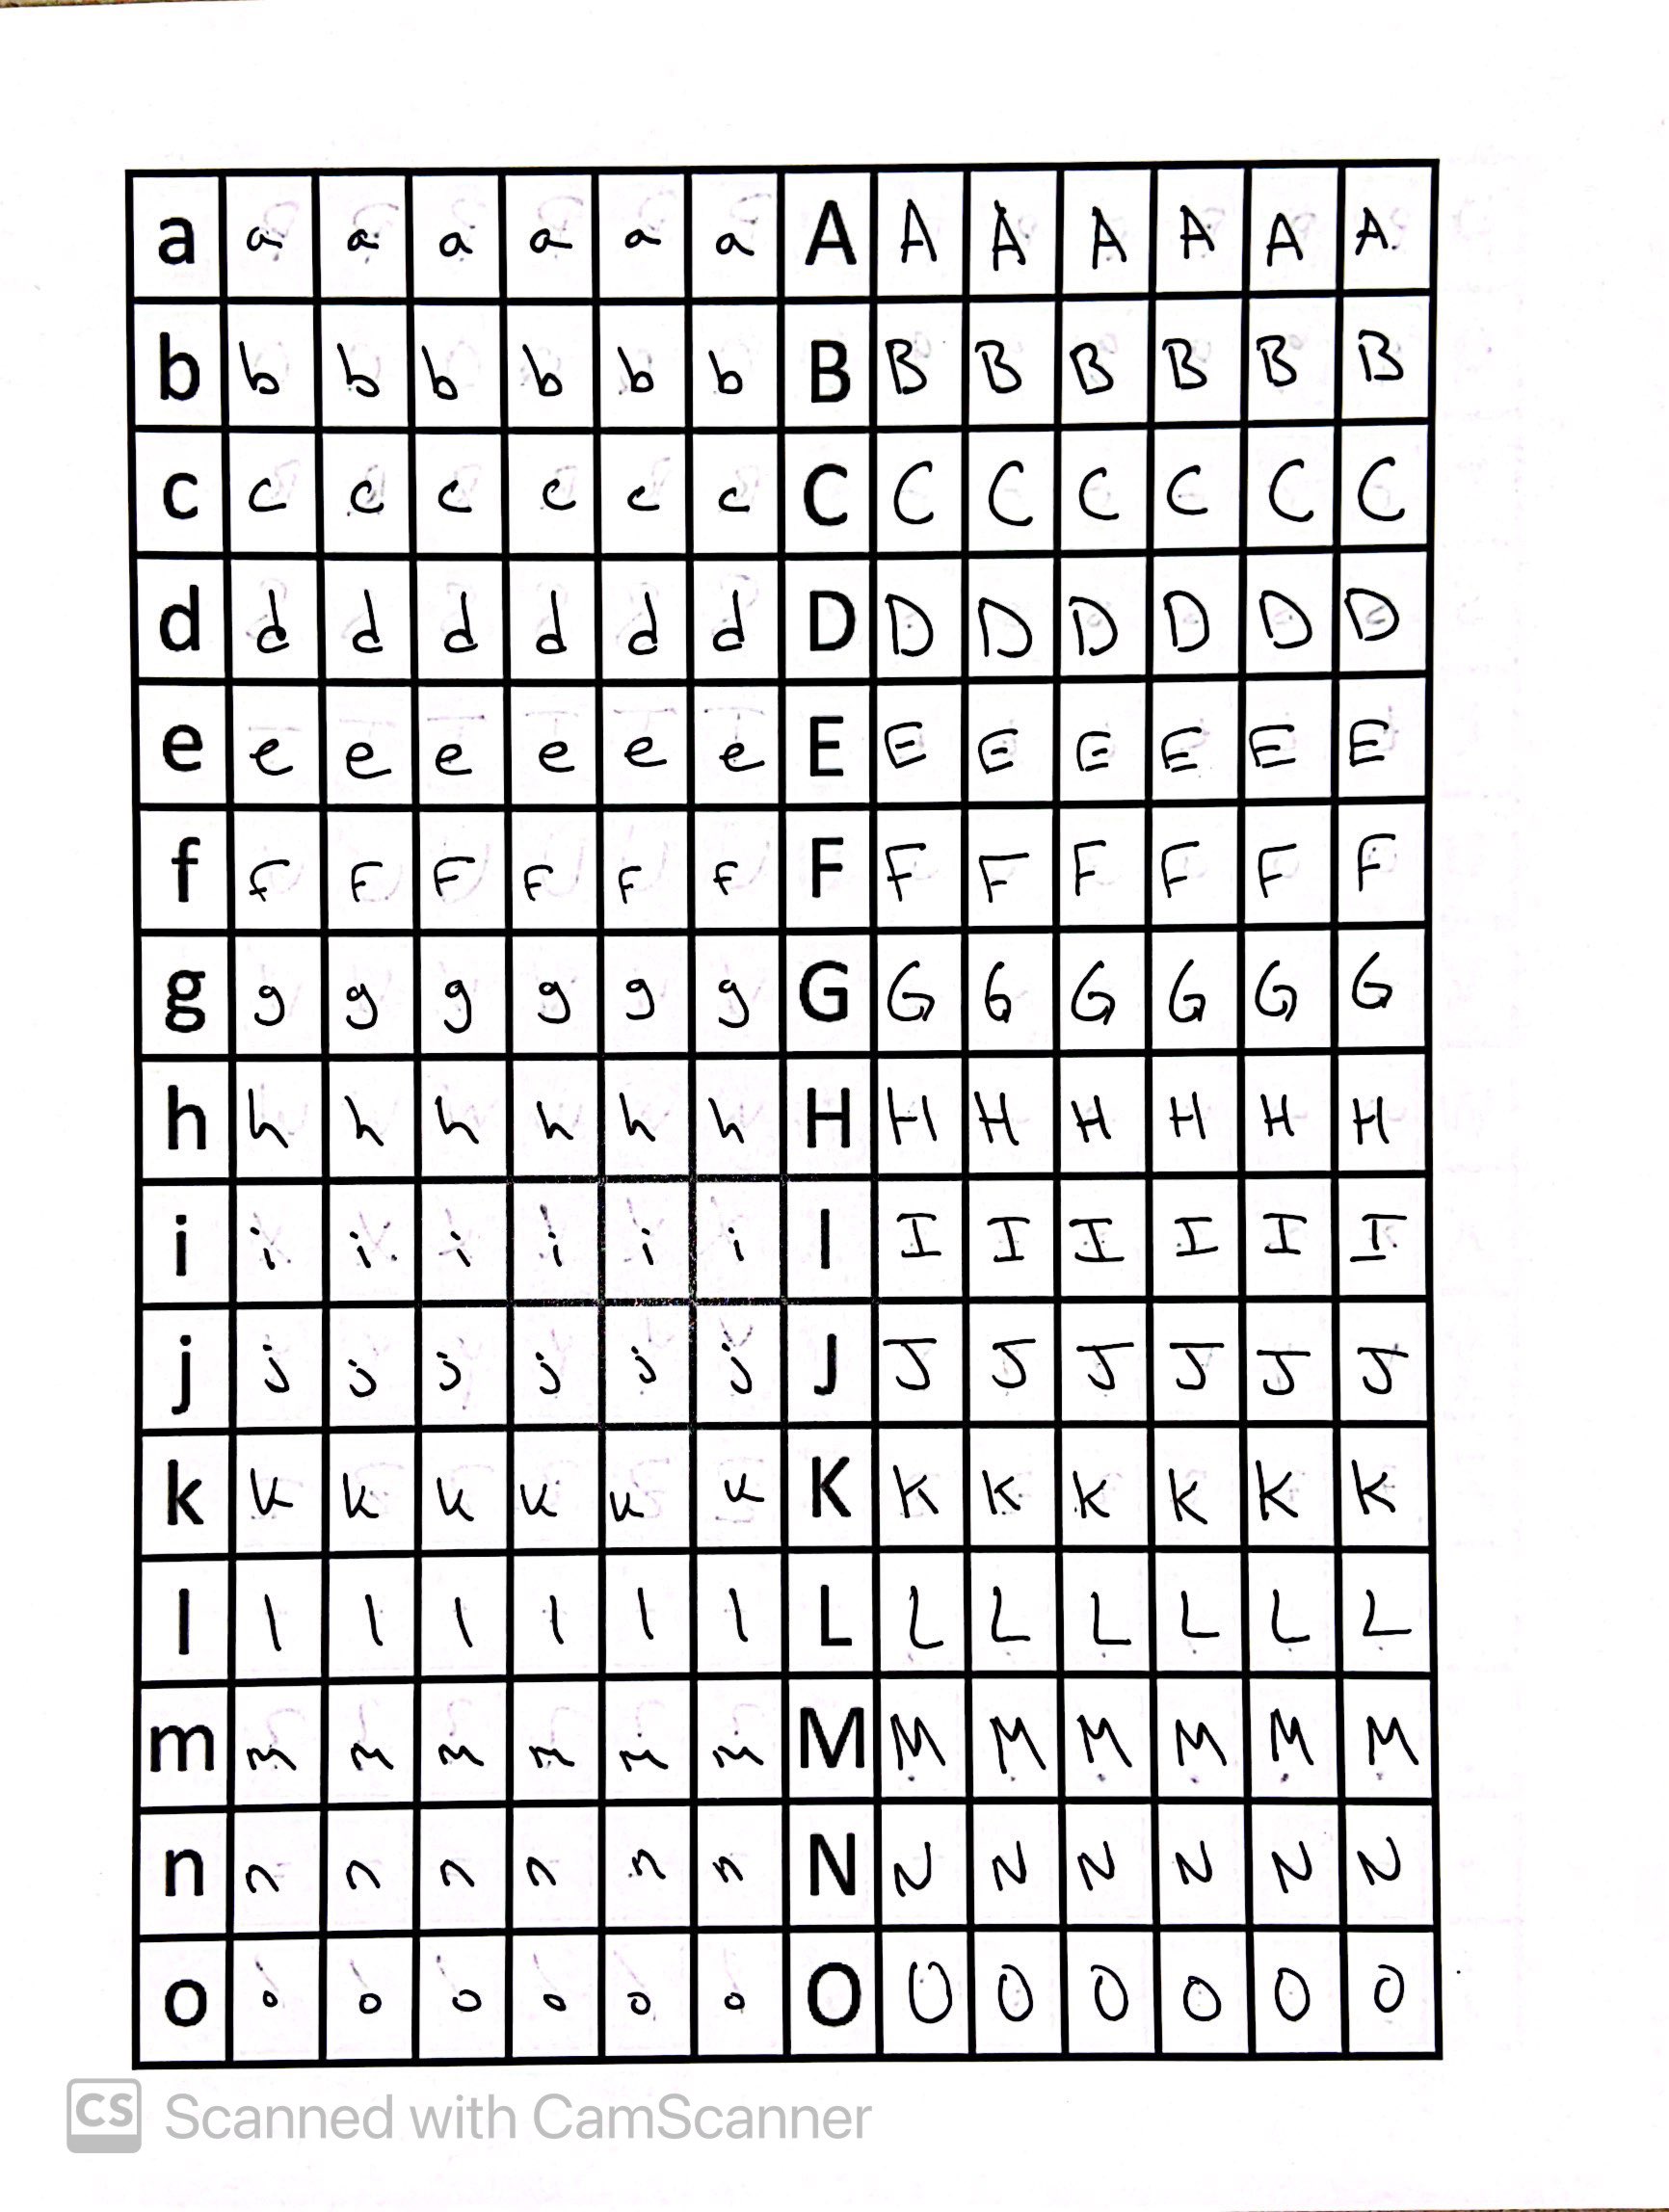 a a a a a a a A A A A A A A
b b b b b b b B B B B B B B
c c c c c c c C C C C C C C
d d d d d d d D D D D D D D
e e e e e e e E E E E E E E
f f F F F F f F F F F F F F
g g g g g g g G G G G G G G
h h h h h h h H H H H H H H
i i i i i i i I I I I I I I
j j j j j j j J J J J J J J
k k k k k k k K K K K K K K
l l l l l l l L L L L L L L
m m m m m m m M M M M M M M
n n n n n n n N N N N N N N
o o o o o o o O O O O O O O
CS Scanned with CamScanner